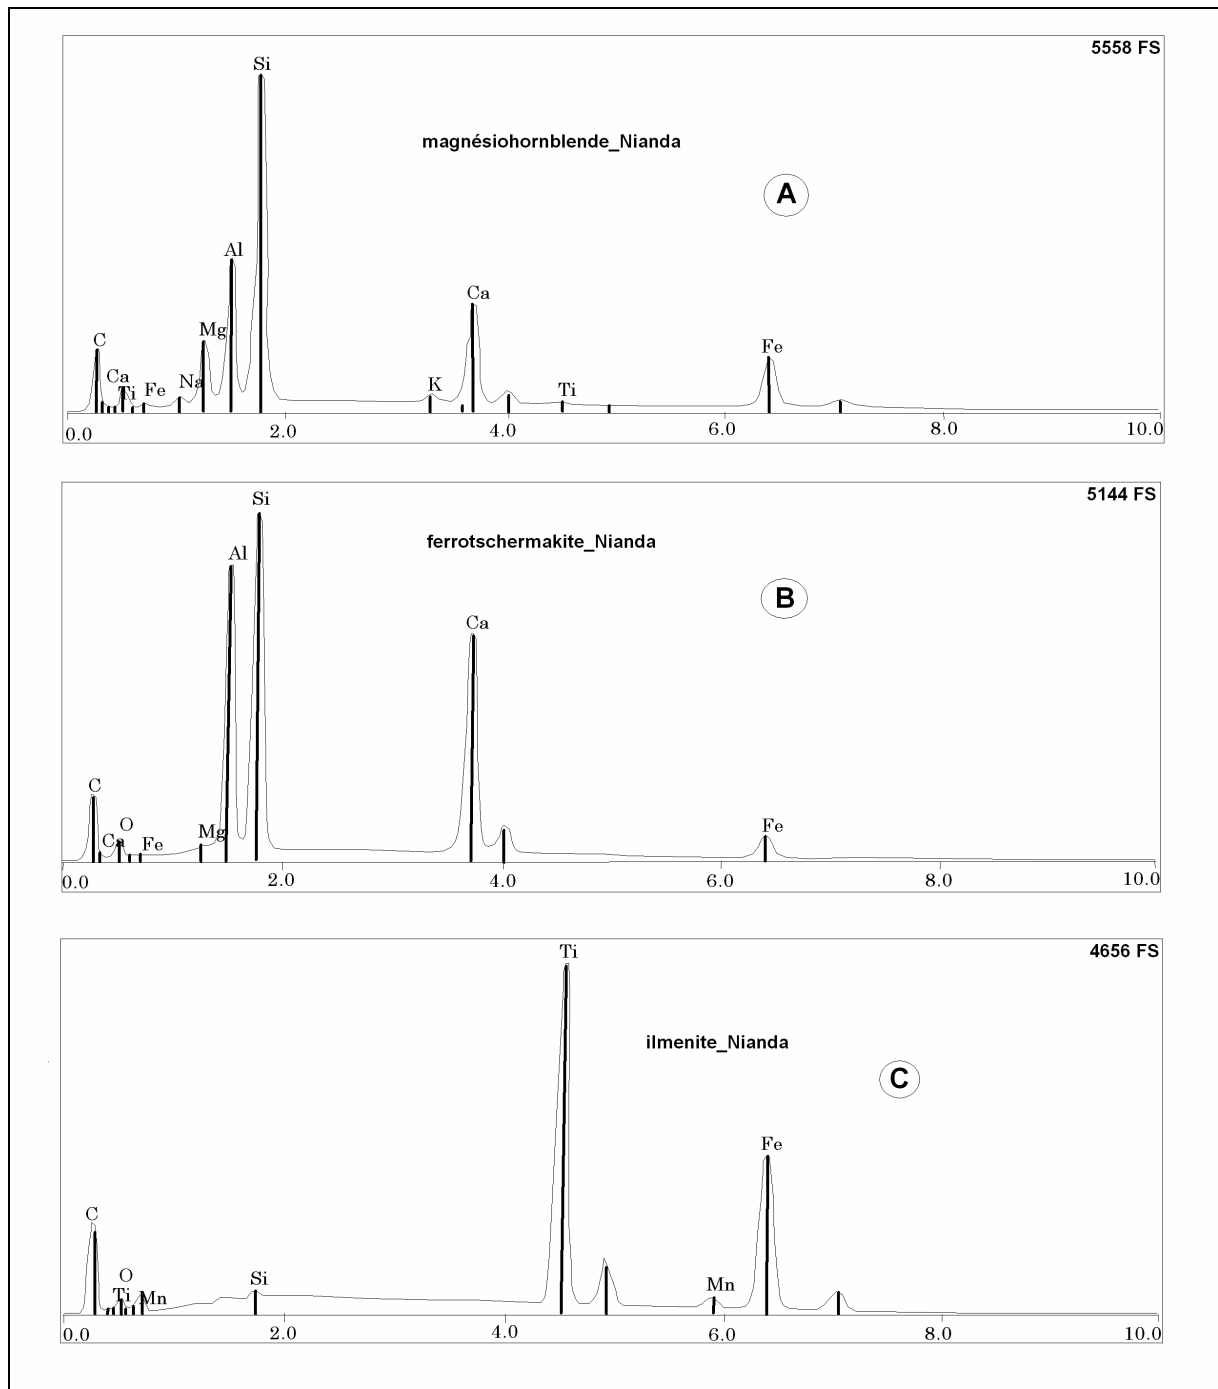 5558 FS
Si
magnésiohornblende_Nianda
A
Al
Ca
Mg
C
Fe
Ca
Ti
Fe
Na
K
Ti
0.0 2.0 4.0 6.0 8.0 10.0
5144 FS
Si
ferrotschermakite_Nianda
Al
B
Ca
C
O
Ca
Fe
Mg
Fe
0.0 2.0 4.0 6.0 8.0 10.0
4656 FS
Ti
ilmenite_Nianda
C
Fe
C
O
Si
Ti
Mn
Mn
0.0 2.0 4.0 6.0 8.0 10.0